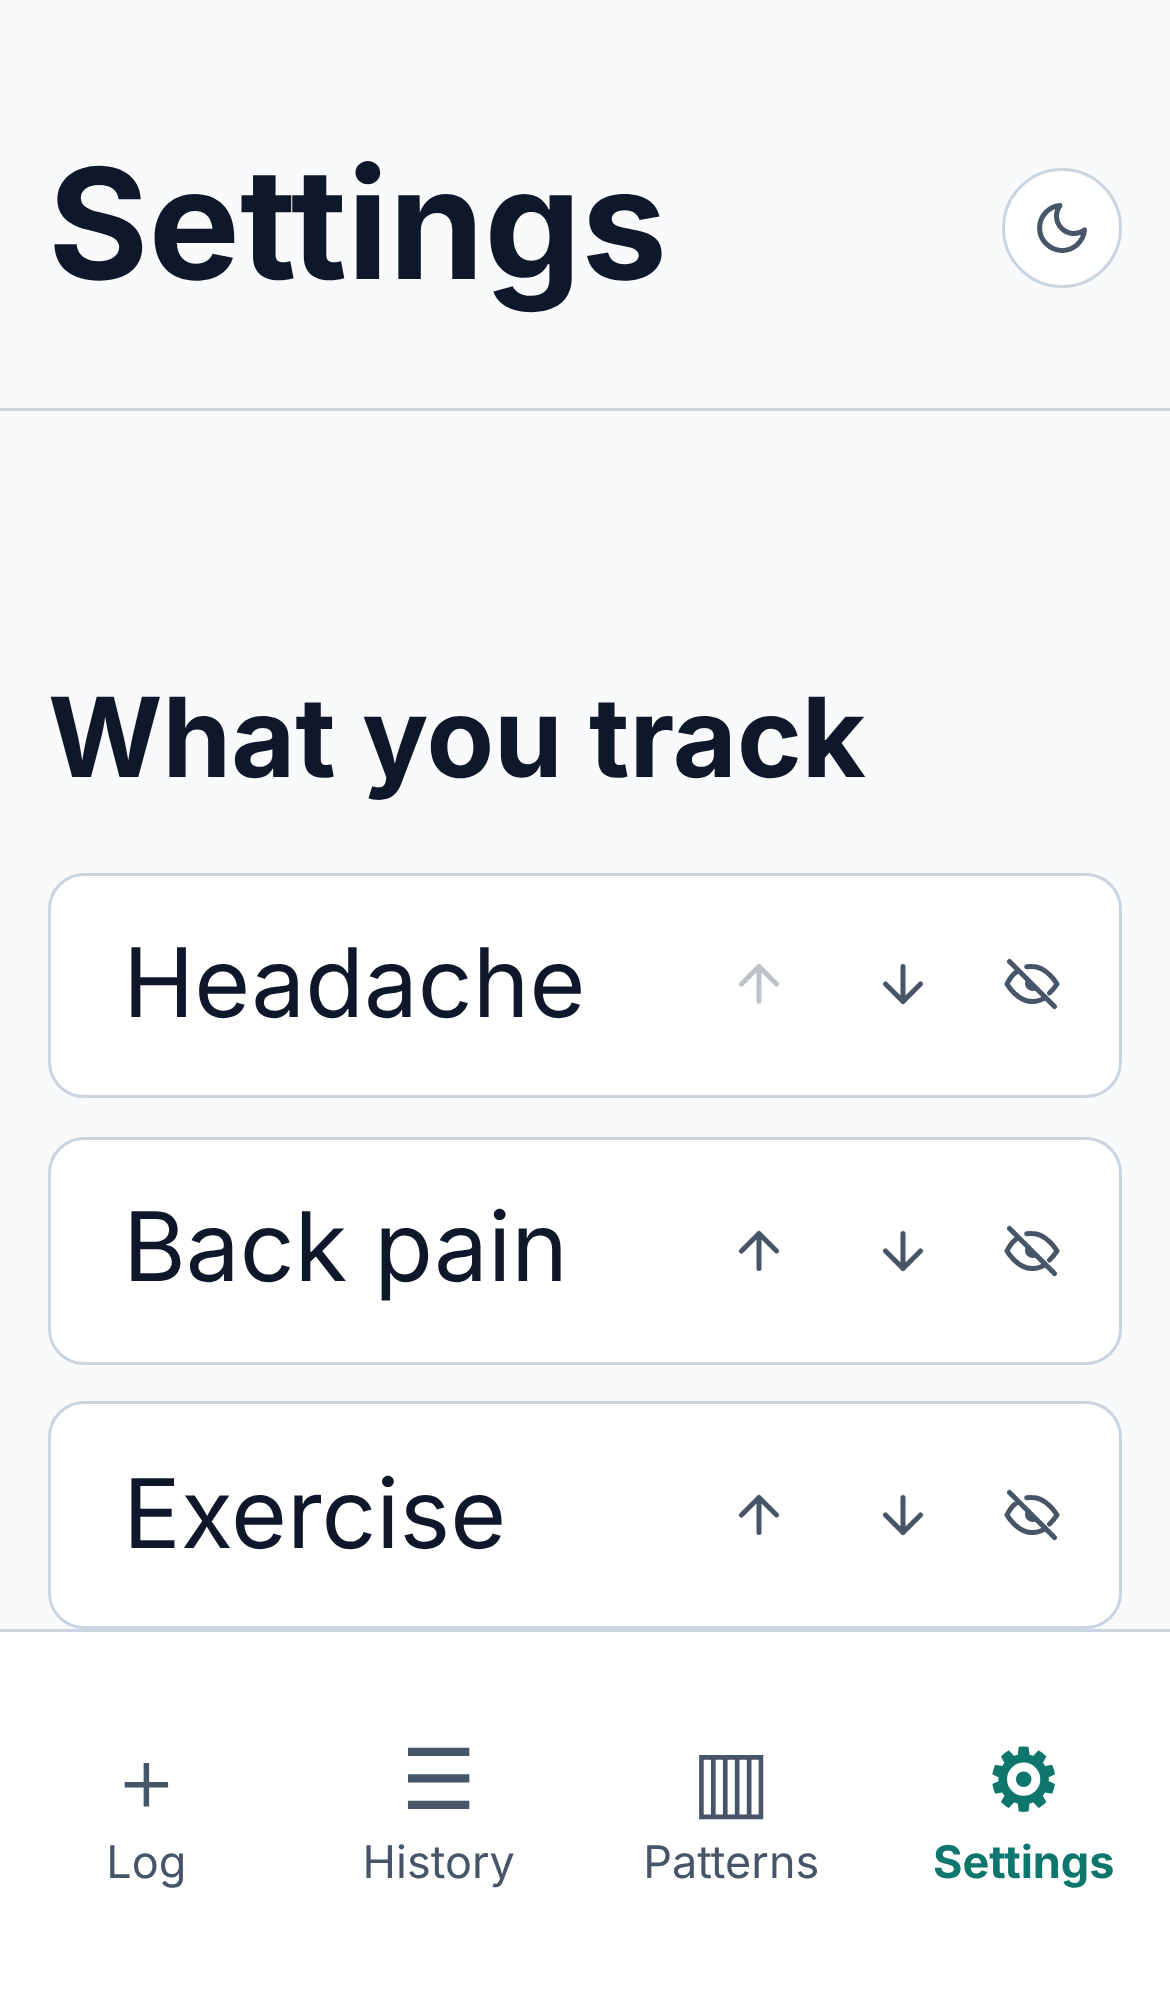 Settings
What you track
Headache
Back pain
Exercise
Log
History
Patterns
Settings